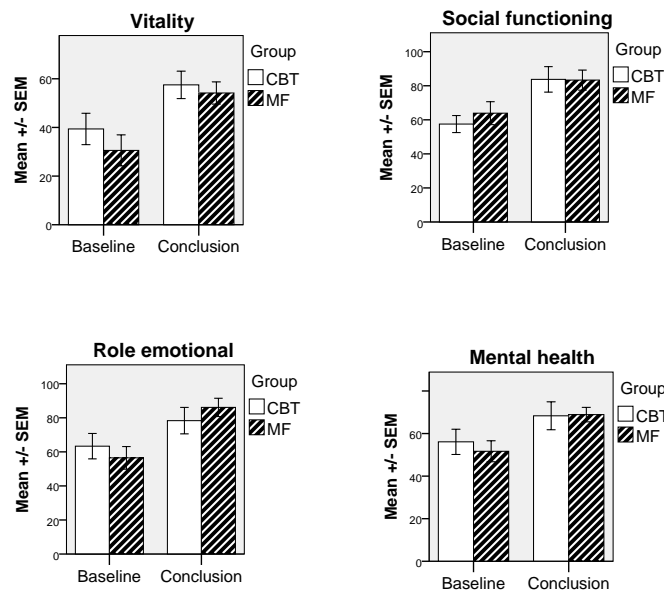 Vitality
Group
CBT
MF
Mean +/- SEM
60
40
20
0
Baseline Conclusion
Social functioning
Group
CBT
MF
Mean +/- SEM
100
80
60
40
20
0
Baseline Conclusion
Role emotional
Group
CBT
MF
Mean +/- SEM
100
80
60
40
20
0
Baseline Conclusion
Mental health
Group
CBT
MF
Mean +/- SEM
60
40
20
0
Baseline Conclusion